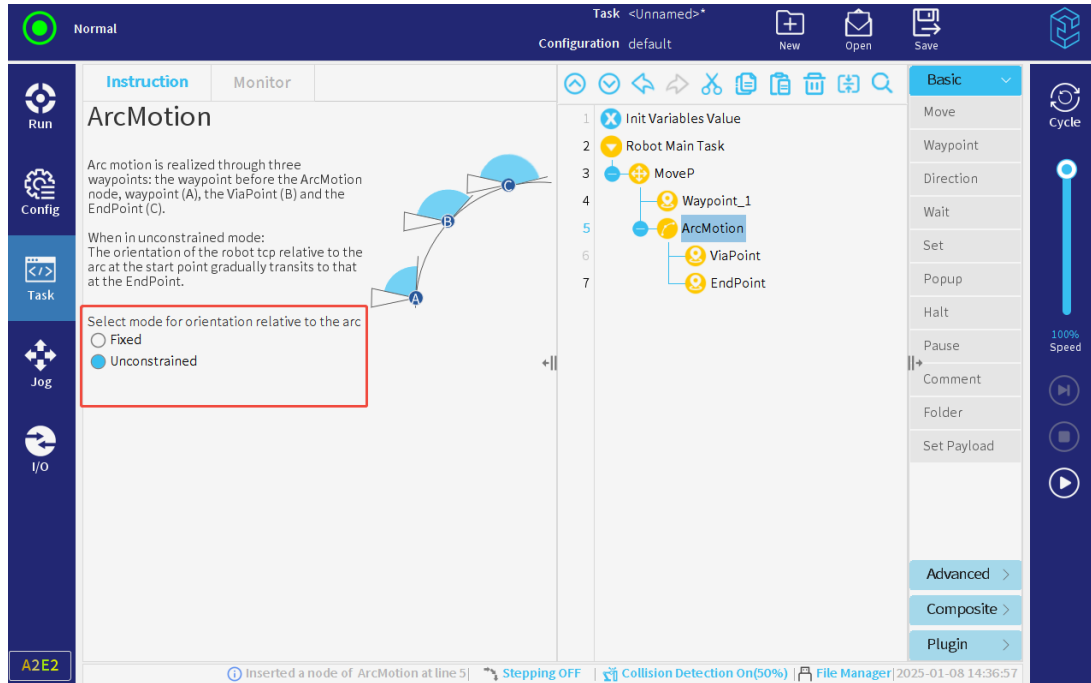 Normal
Task <Unnamed>*
Configuration default
New
Open
Save
Run
Config
Task
Jog
I/O
A2E2
Instruction
Monitor
ArcMotion
Arc motion is realized through three
waypoints: the waypoint before the ArcMotion
node, waypoint (A), the ViaPoint (B) and the
EndPoint (C).
When in unconstrained mode:
The orientation of the robot tcp relative to the
arc at the start point gradually transits to that
at the EndPoint.
C
B
A
Select mode for orientation relative to the arc
Fixed
Unconstrained
1 Init Variables Value
2 Robot Main Task
3 MoveP
4 Waypoint_1
5 ArcMotion
6 ViaPoint
7 EndPoint
Basic
Move
Waypoint
Direction
Wait
Set
Popup
Halt
Pause
Comment
Folder
Set Payload
Advanced
Composite
Plugin
Cycle
100%
Speed
Inserted a node of ArcMotion at line 5| Stepping OFF | Collision Detection On(50%) | File Manager| 2025-01-08 14:36:57